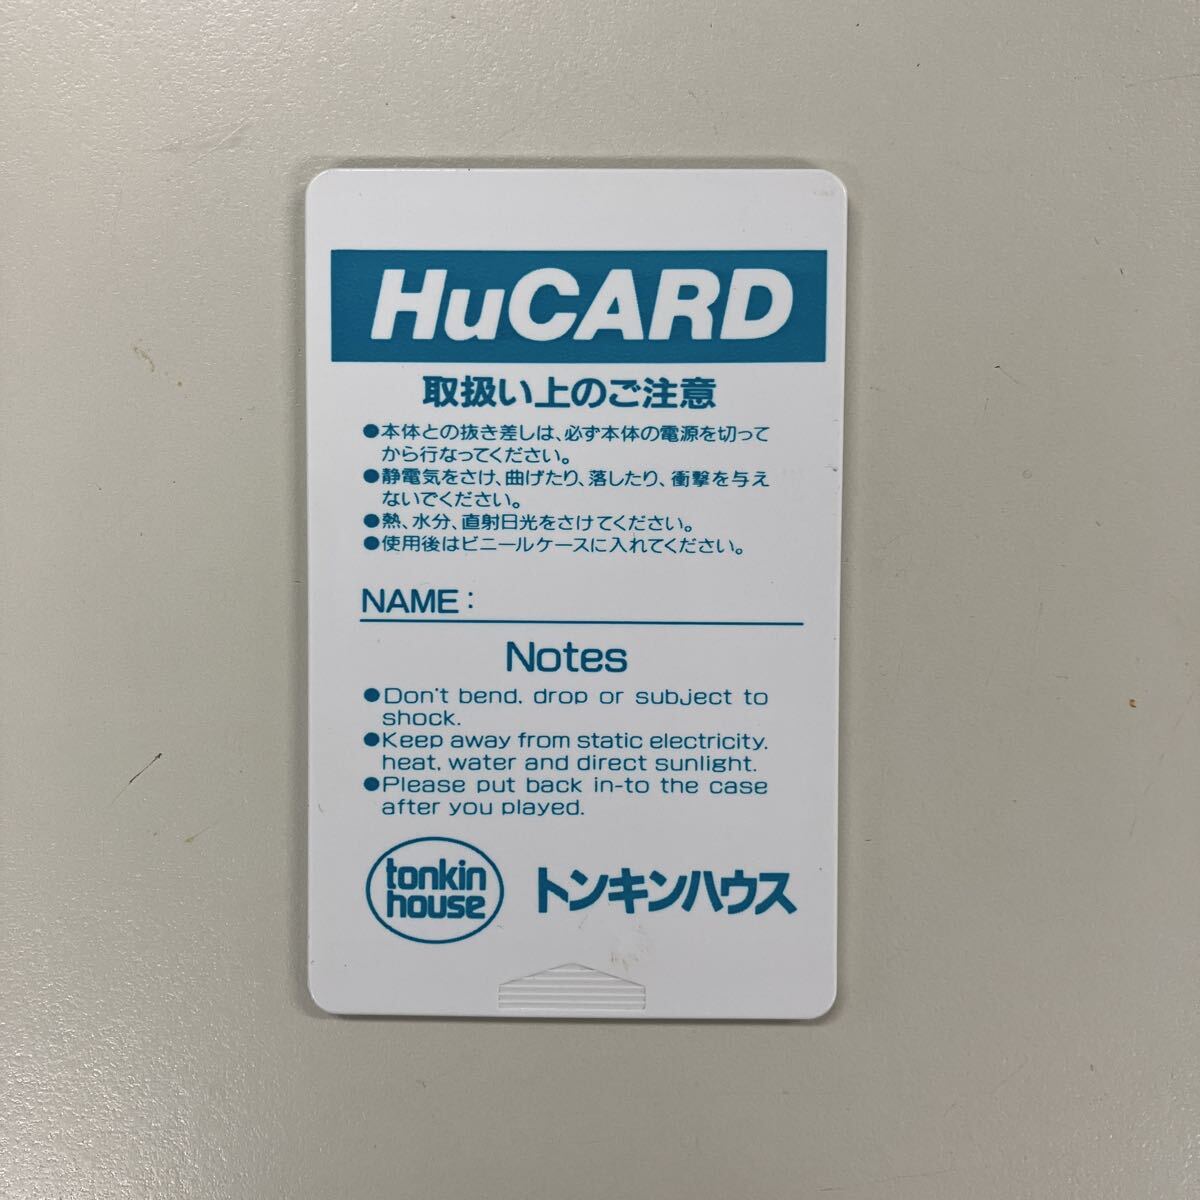 HuCARD
取扱い上のご注意
●本体との抜き差しは、必ず本体の電源を切って
から行なってください。
●静電気をさけ、曲げたり、落したり、衝撃を与え
ないでください。
●熱、水分、直射日光をさけてください。
●使用後はビニールケースに入れてください。
NAME:
Notes
●Don't bend, drop or subject to
shock.
●Keep away from static electricity,
heat, water and direct sunlight.
●Please put back in-to the case
after you played.
tonkin
house
トンキンハウス